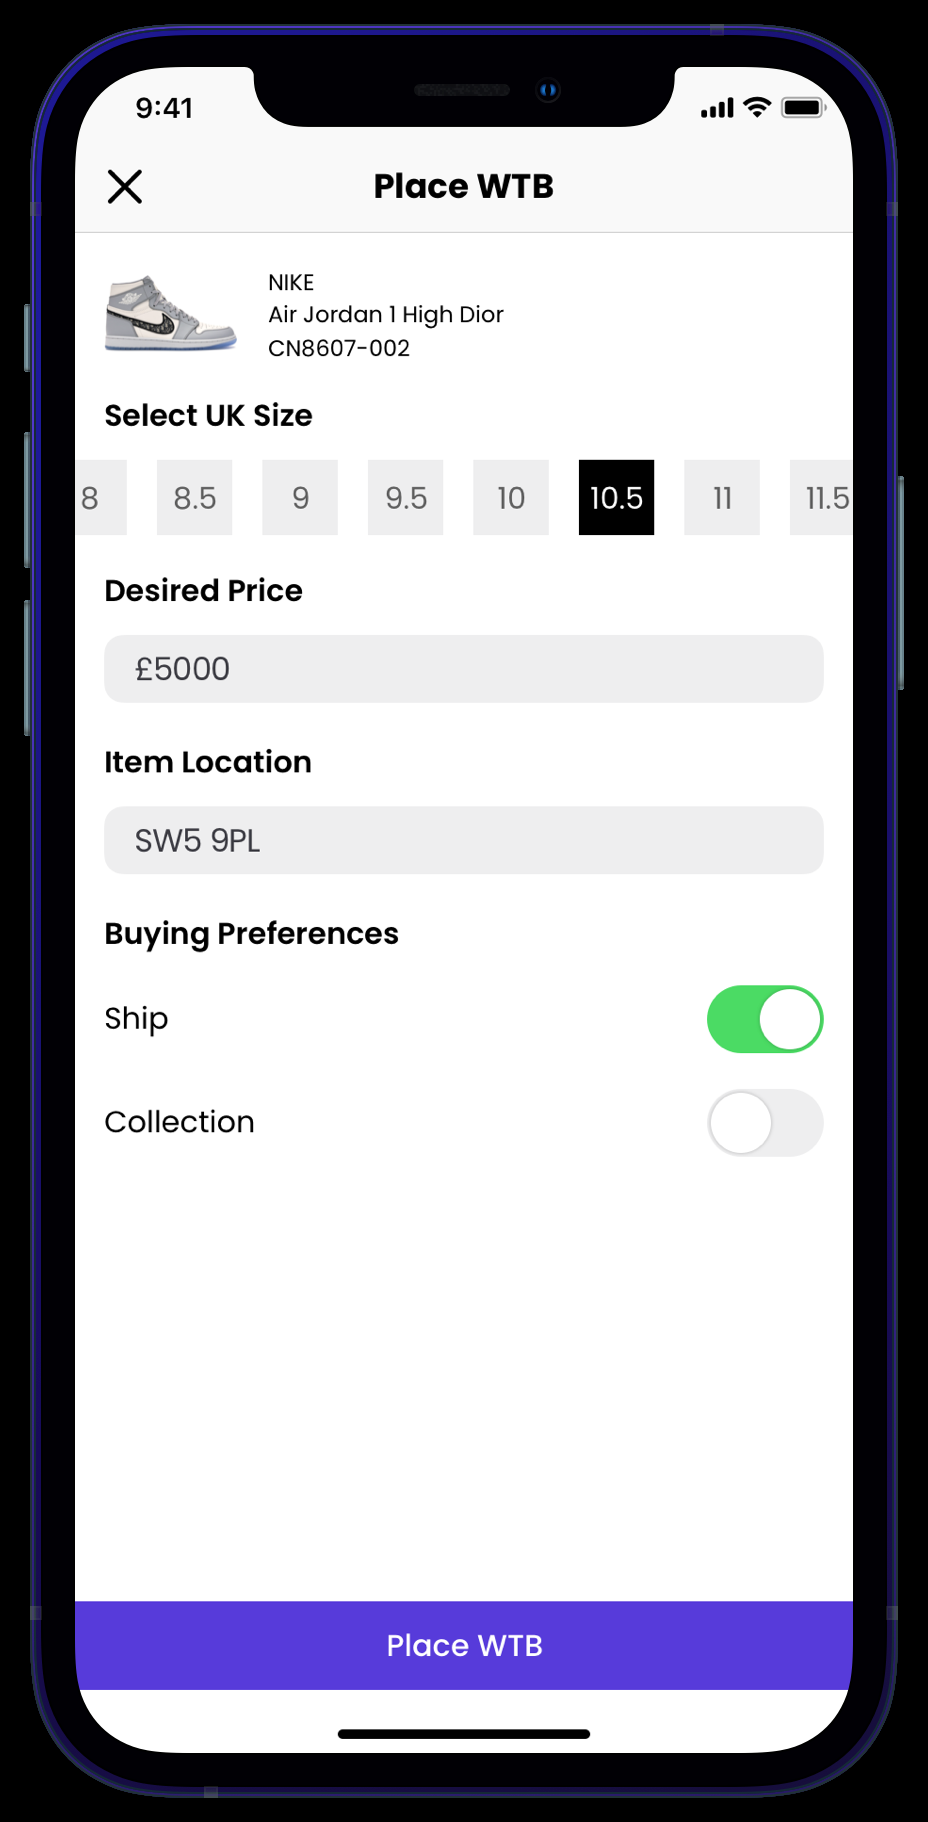 9:41
Place WTB
NIKE
Air Jordan 1 High Dior
CN8607-002
Select UK Size
8 8.5 9 9.5 10 10.5 11 11.5
Desired Price
£5000
Item Location
SW5 9PL
Buying Preferences
Ship
Collection
Place WTB